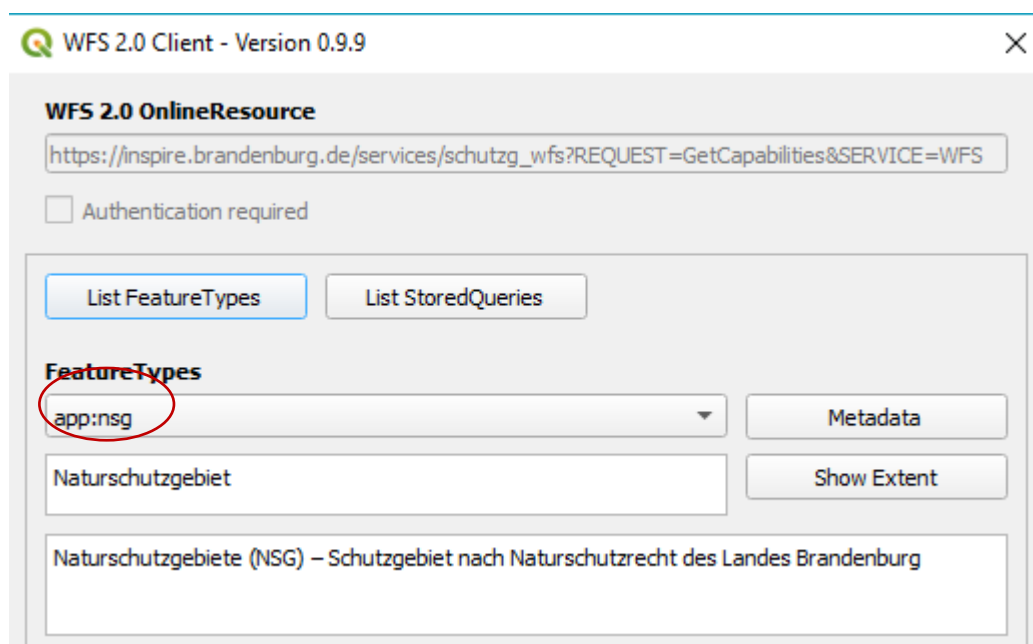 WFS 2.0 Client - Version 0.9.9
WFS 2.0 OnlineResource
https://inspire.brandenburg.de/services/schutzg_wfs?REQUEST=GetCapabilities&SERVICE=WFS
Authentication required
List FeatureTypes
List StoredQueries
FeatureTypes
app:nsg
Metadata
Naturschutzgebiet
Show Extent
Naturschutzgebiete (NSG) – Schutzgebiet nach Naturschutzrecht des Landes Brandenburg